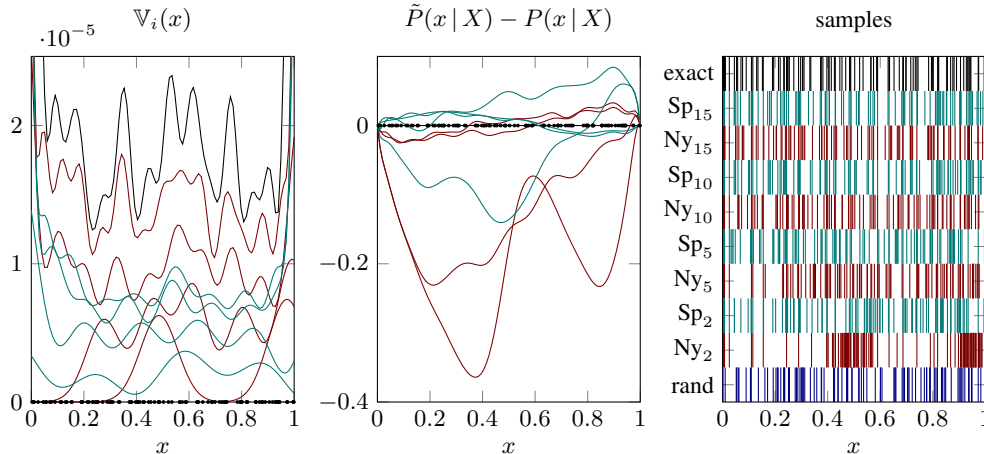 𝕍ᵢ(x)
·10⁻⁵
2
1
0
0 0.2 0.4 0.6 0.8 1
x
P̃(x | X) − P(x | X)
0
−0.2
−0.4
0 0.2 0.4 0.6 0.8 1
x
samples
exact
Sp₁₅
Ny₁₅
Sp₁₀
Ny₁₀
Sp₅
Ny₅
Sp₂
Ny₂
rand
0 0.2 0.4 0.6 0.8 1
x